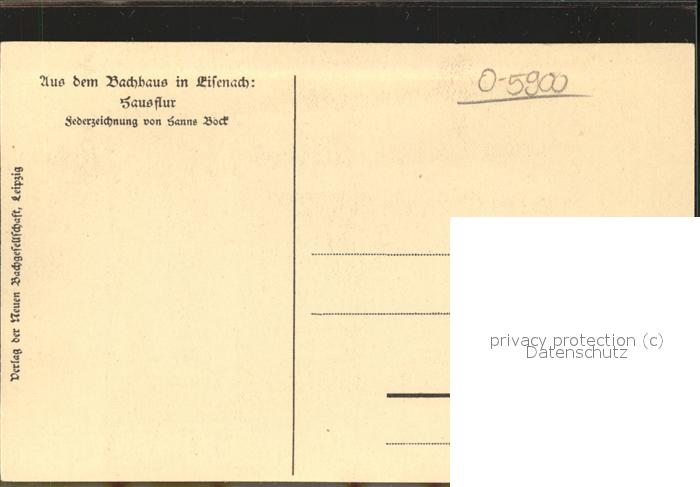 Aus dem Bachhaus in Eisenach:
Hausflur
Federzeichnung von Hanns Bock
Verlag der Neuen Bachgesellschaft, Leipzig
O-5900
privacy protection (c)
Datenschutz